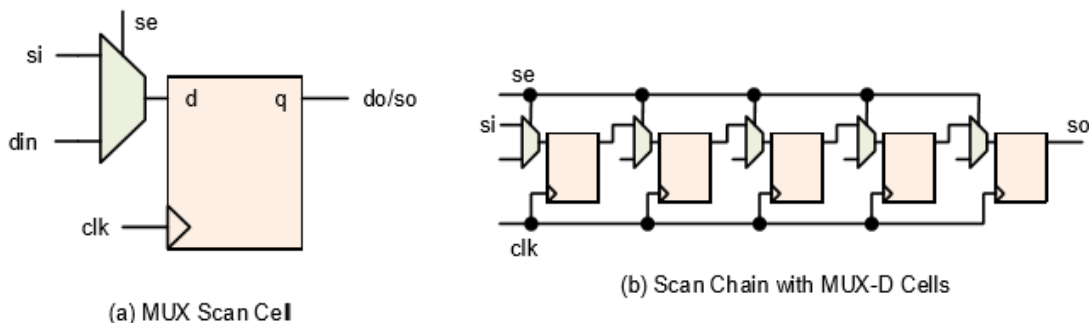 se
si
d
q
do/so
din
clk
(a) MUX Scan Cell
se
si
so
clk
(b) Scan Chain with MUX-D Cells